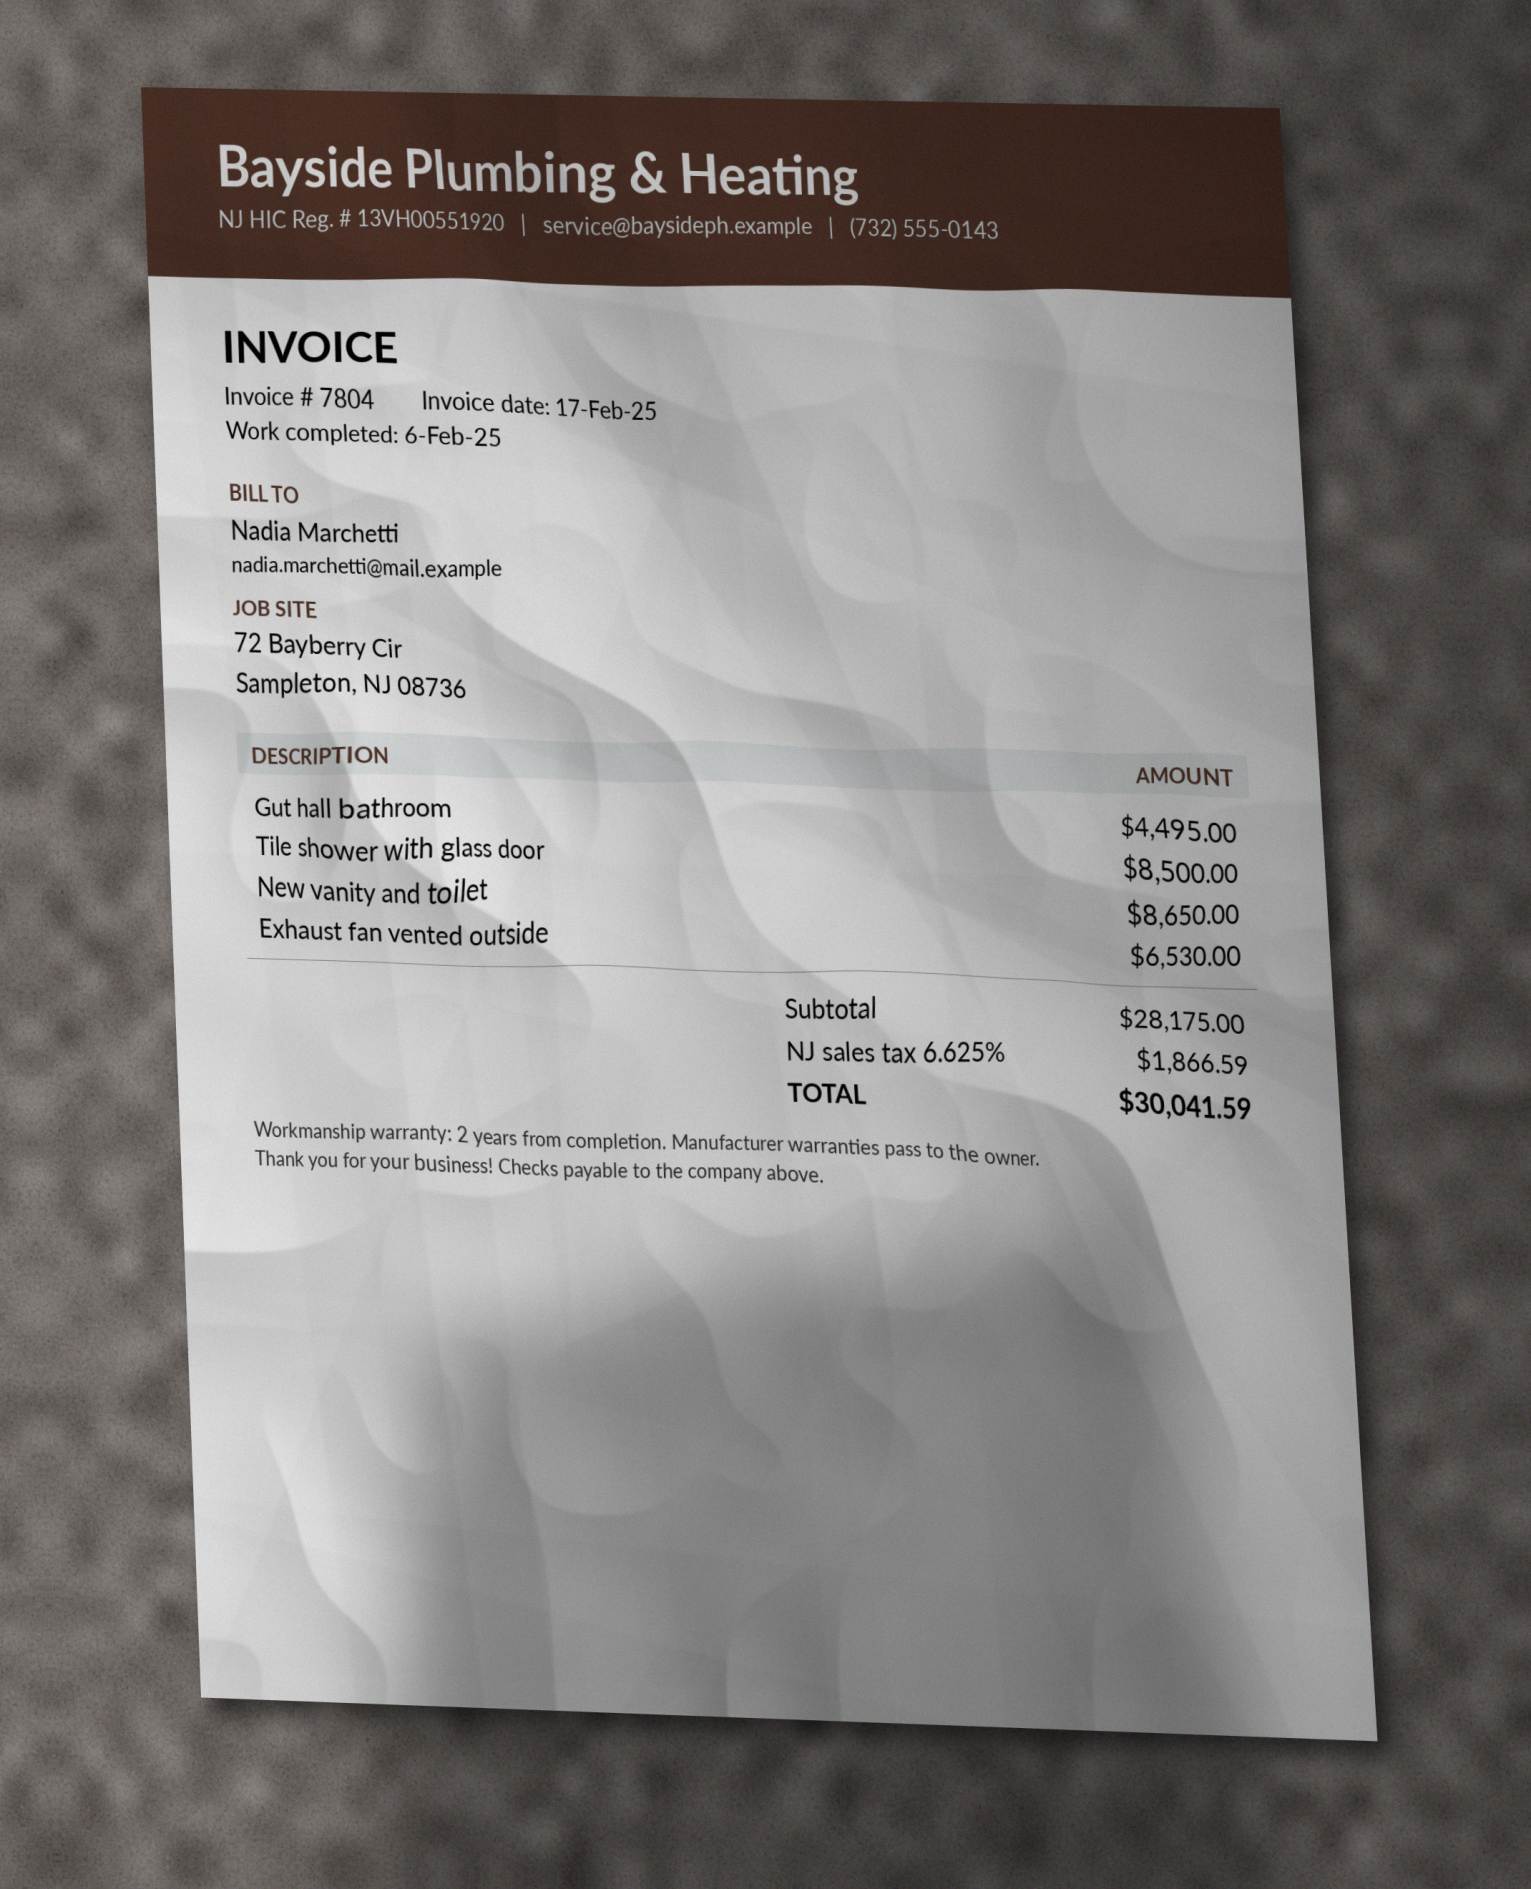 Bayside Plumbing & Heating
NJ HIC Reg. # 13VH00551920 | service@baysideph.example | (732) 555-0143
INVOICE
Invoice # 7804 Invoice date: 17-Feb-25
Work completed: 6-Feb-25
BILL TO
Nadia Marchetti
nadia.marchetti@mail.example
JOB SITE
72 Bayberry Cir
Sampleton, NJ 08736
DESCRIPTION AMOUNT
Gut hall bathroom $4,495.00
Tile shower with glass door $8,500.00
New vanity and toilet $8,650.00
Exhaust fan vented outside $6,530.00
Subtotal $28,175.00
NJ sales tax 6.625% $1,866.59
TOTAL $30,041.59
Workmanship warranty: 2 years from completion. Manufacturer warranties pass to the owner.
Thank you for your business! Checks payable to the company above.